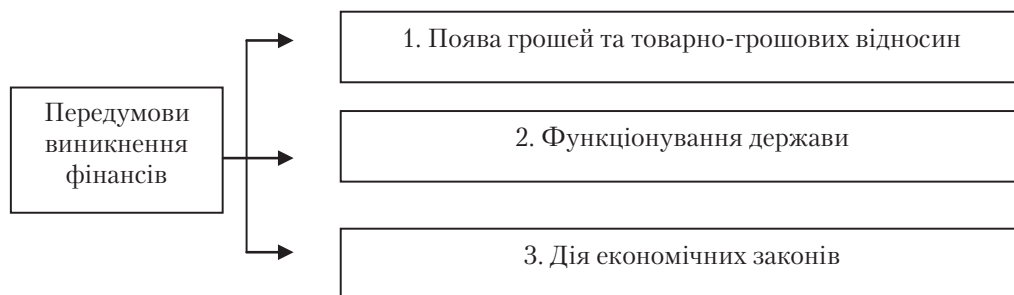 Передумови
виникнення
фінансів
1. Поява грошей та товарно-грошових відносин
2. Функціонування держави
3. Дія економічних законів